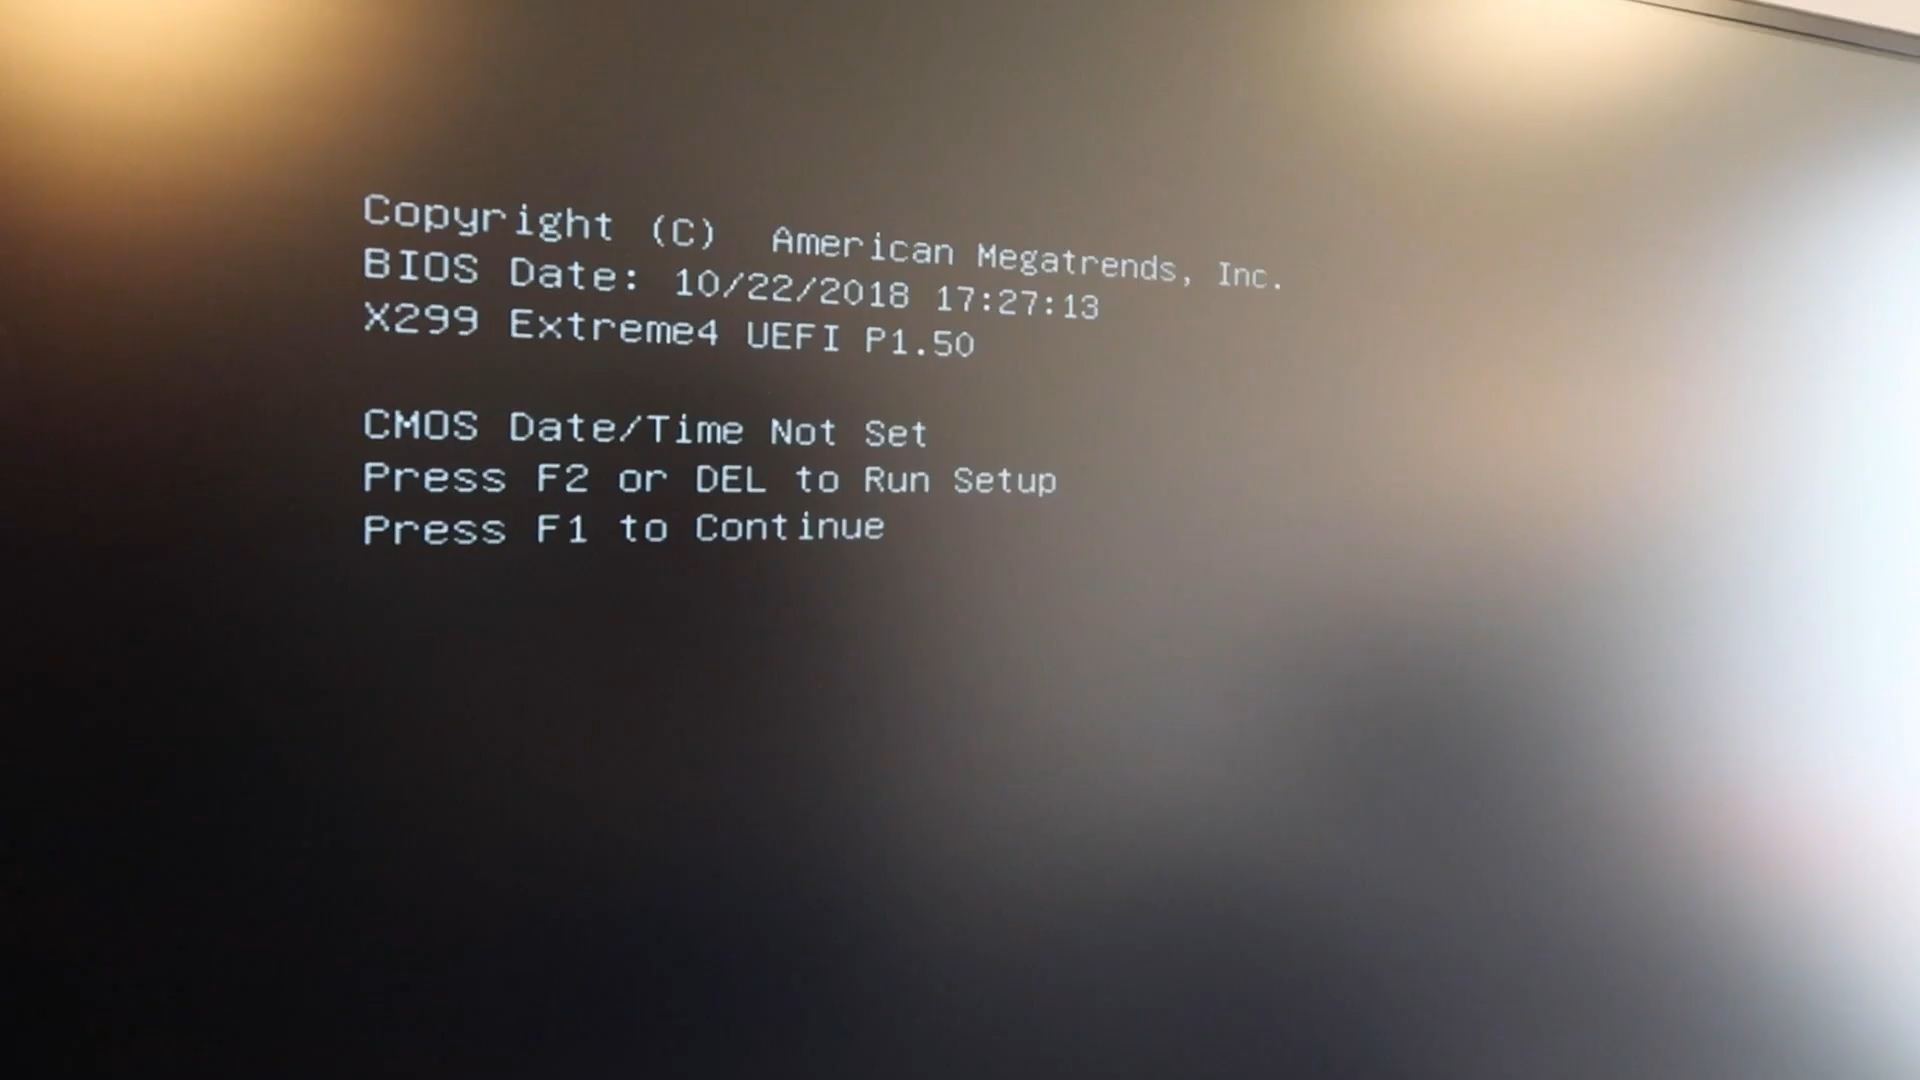 Copyright (C)  American Megatrends, Inc.
BIOS Date: 10/22/2018 17:27:13
X299 Extreme4 UEFI P1.50
CMOS Date/Time Not Set
Press F2 or DEL to Run Setup
Press F1 to Continue